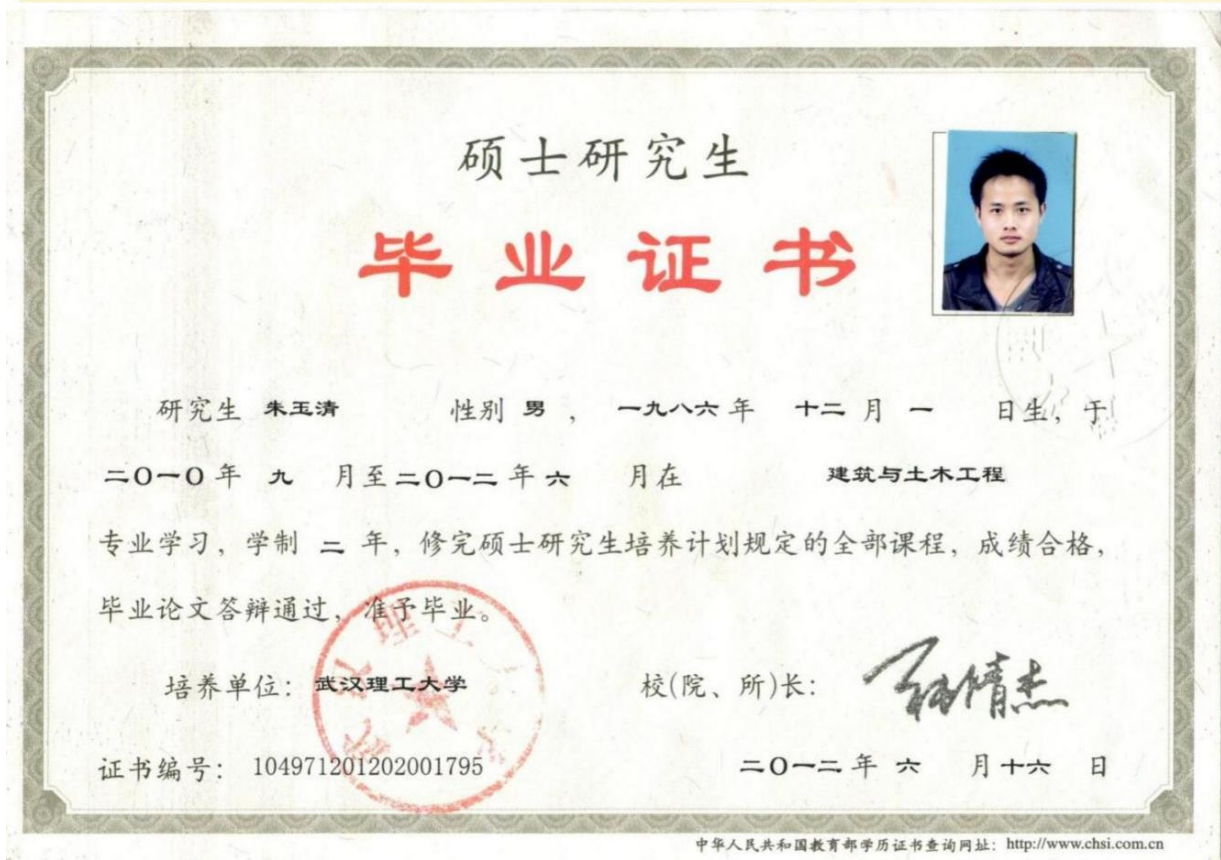 硕士研究生
毕业证书
研究生 朱玉清 性别 男 , 一九八六 年 十二 月 一 日生, 于
二〇一〇 年 九 月至 二〇一二 年 六 月在 建筑与土木工程
专业学习, 学制 二 年, 修完硕士研究生培养计划规定的全部课程, 成绩合格,
毕业论文答辩通过, 准予毕业。
培养单位: 武汉理工大学 校(院、所)长:
证书编号: 104971201202001795 二〇一二 年 六 月 十六 日
中华人民共和国教育部学历证书查询网址: http://www.chsi.com.cn